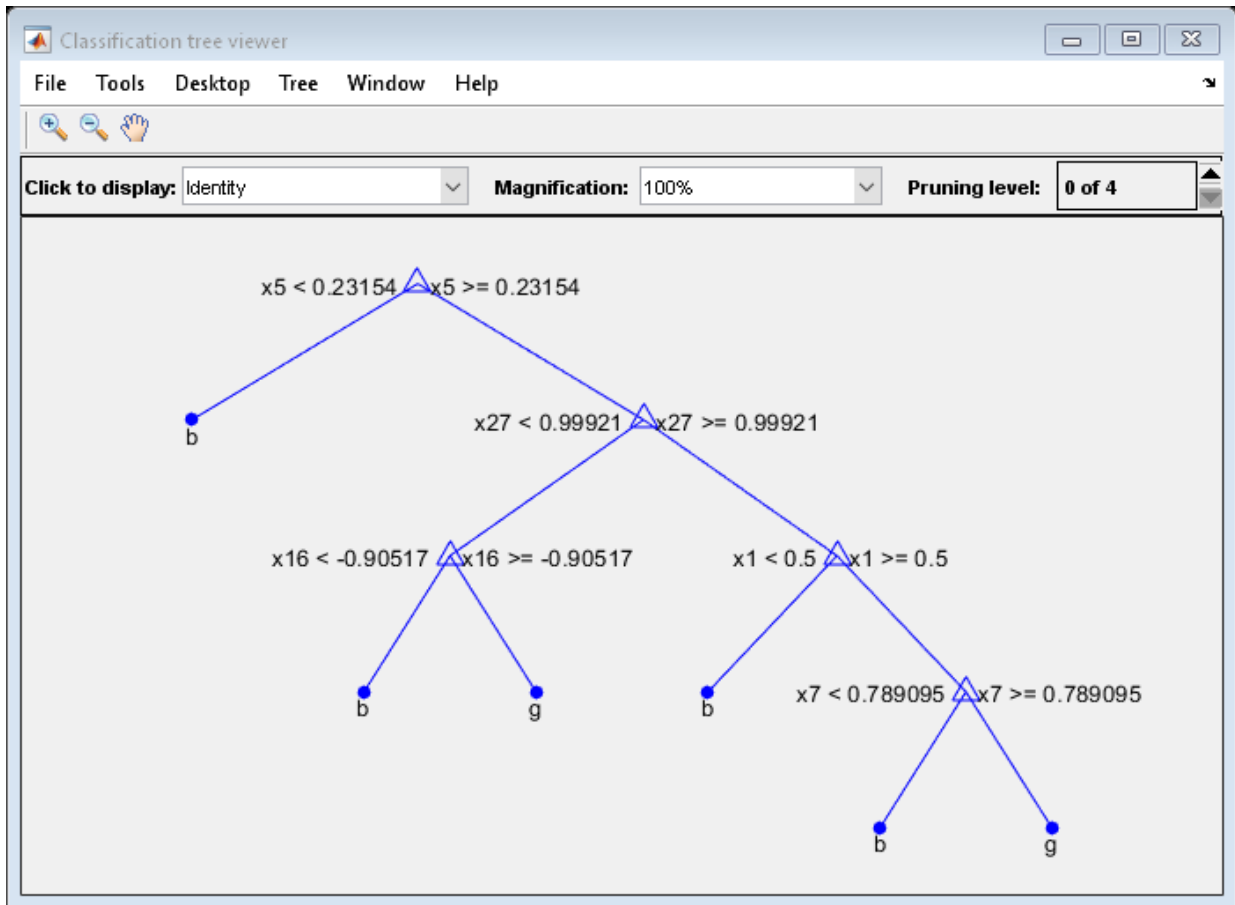 Classification tree viewer
File Tools Desktop Tree Window Help
Click to display: Identity Magnification: 100% Pruning level: 0 of 4
x5 < 0.23154 x5 >= 0.23154
b
x27 < 0.99921 x27 >= 0.99921
x16 < -0.90517 x16 >= -0.90517 x1 < 0.5 x1 >= 0.5
b g b
x7 < 0.789095 x7 >= 0.789095
b g